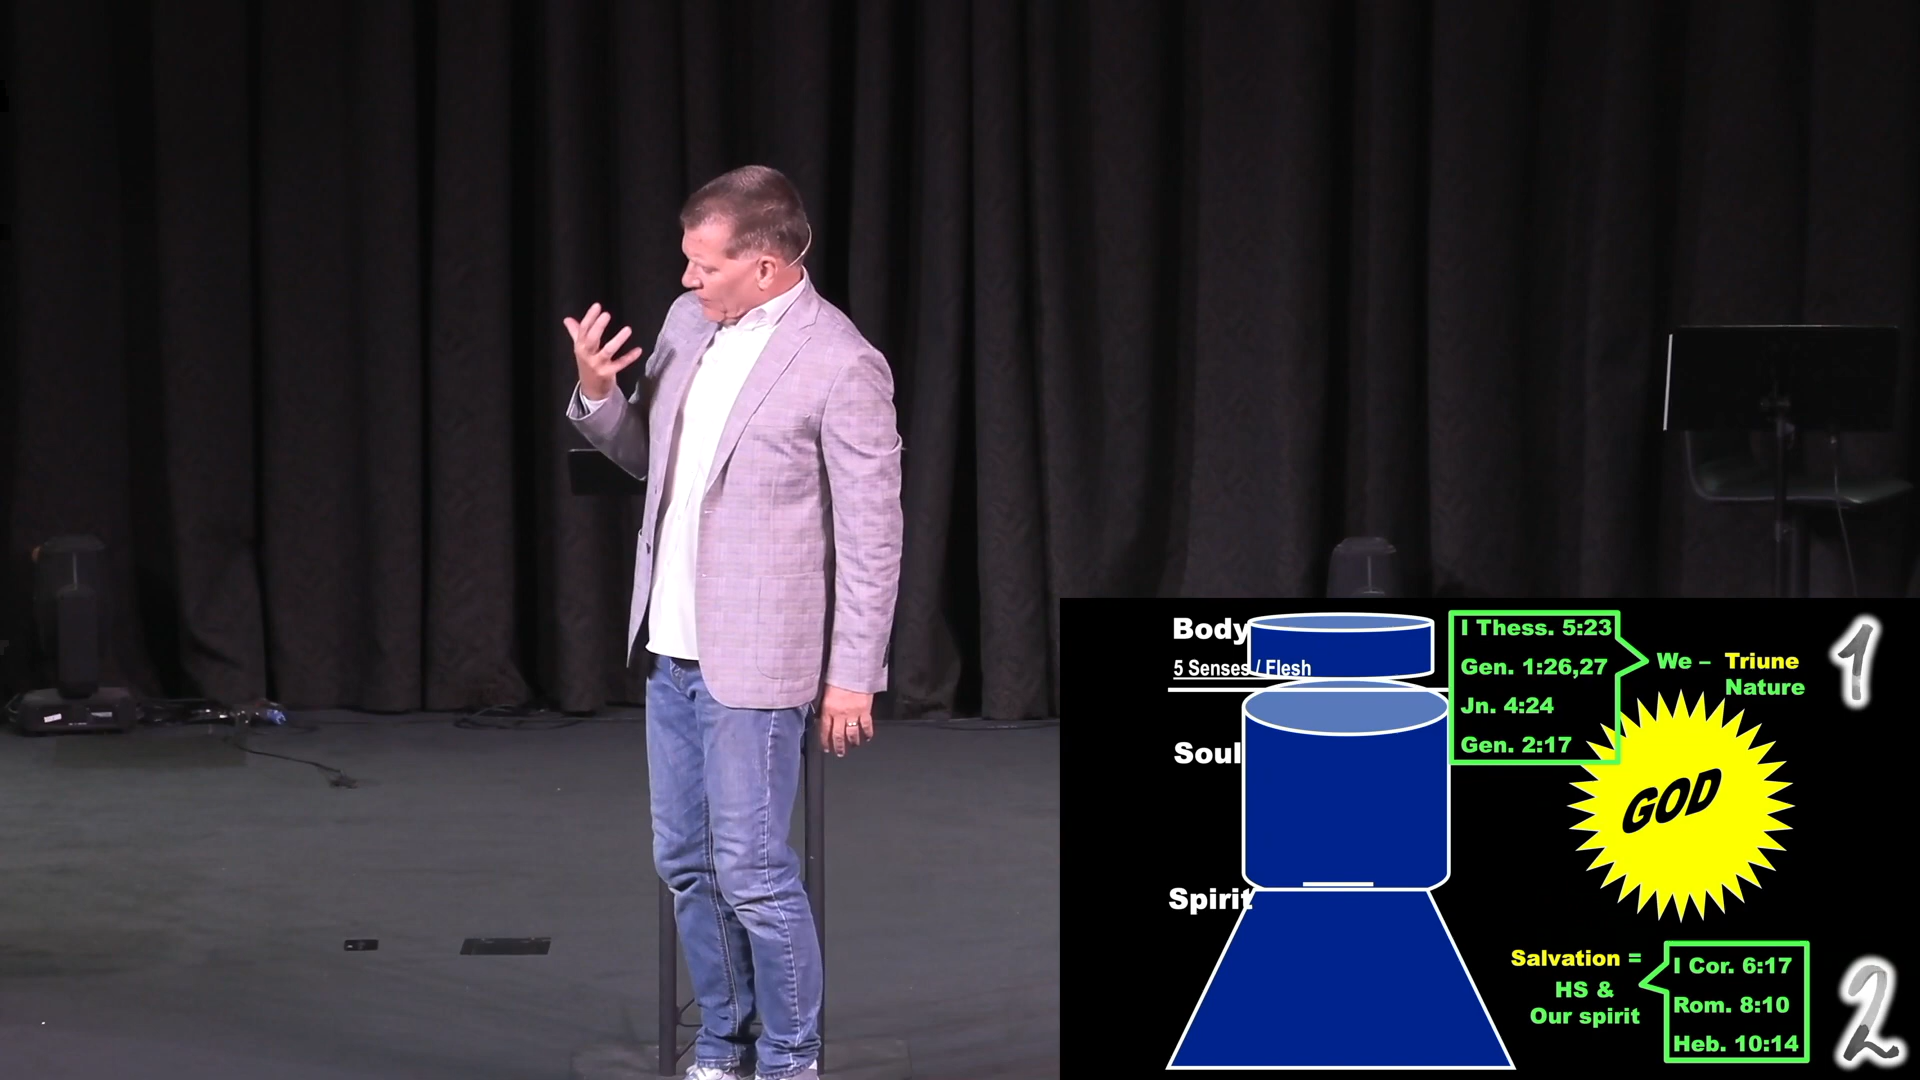 Body
5 Senses / Flesh
Soul
Spirit
I Thess. 5:23
Gen. 1:26,27
Jn. 4:24
Gen. 2:17
We – Triune
Nature
1
GOD
Salvation =
HS &
Our spirit
I Cor. 6:17
Rom. 8:10
Heb. 10:14
2